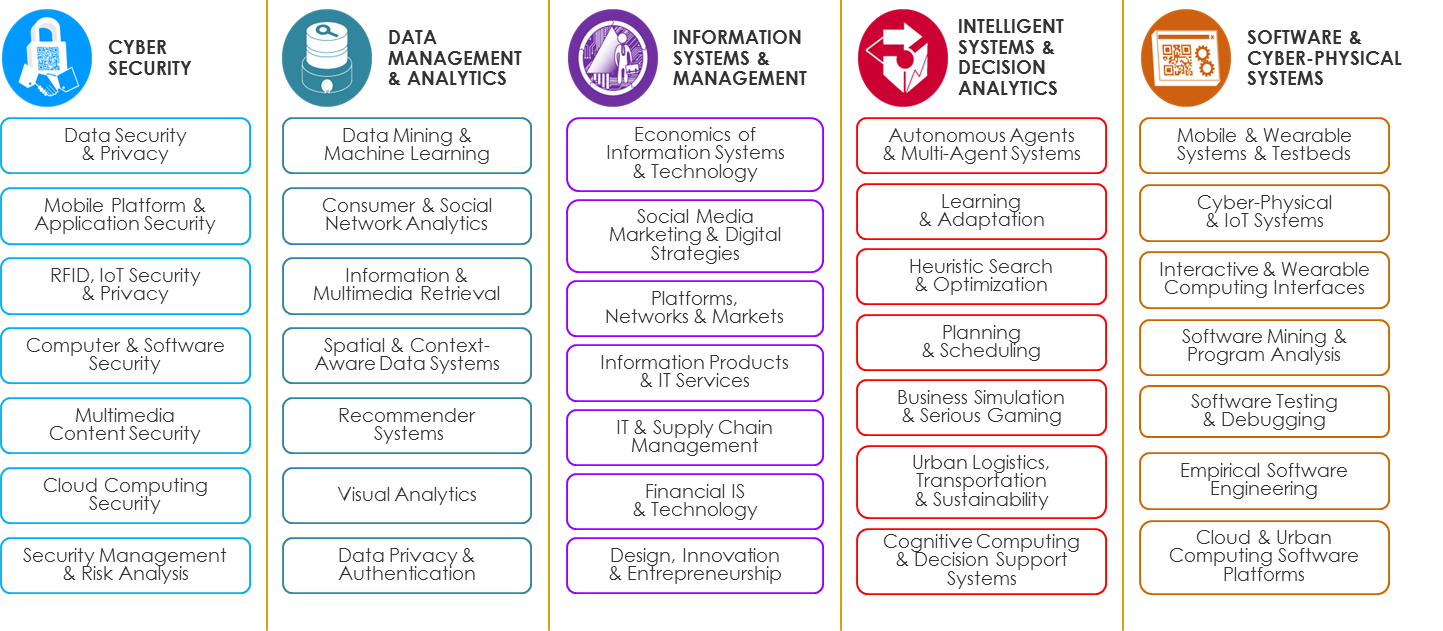 CYBER
SECURITY
Data Security
& Privacy
Mobile Platform &
Application Security
RFID, IoT Security
& Privacy
Computer & Software
Security
Multimedia
Content Security
Cloud Computing
Security
Security Management
& Risk Analysis
DATA
MANAGEMENT
& ANALYTICS
Data Mining &
Machine Learning
Consumer & Social
Network Analytics
Information &
Multimedia Retrieval
Spatial & Context-
Aware Data Systems
Recommender
Systems
Visual Analytics
Data Privacy &
Authentication
INFORMATION
SYSTEMS &
MANAGEMENT
Economics of
Information Systems
& Technology
Social Media
Marketing & Digital
Strategies
Platforms,
Networks & Markets
Information Products
& IT Services
IT & Supply Chain
Management
Financial IS
& Technology
Design, Innovation
& Entrepreneurship
INTELLIGENT
SYSTEMS &
DECISION
ANALYTICS
Autonomous Agents
& Multi-Agent Systems
Learning
& Adaptation
Heuristic Search
& Optimization
Planning
& Scheduling
Business Simulation
& Serious Gaming
Urban Logistics,
Transportation
& Sustainability
Cognitive Computing
& Decision Support
Systems
SOFTWARE &
CYBER-PHYSICAL
SYSTEMS
Mobile & Wearable
Systems & Testbeds
Cyber-Physical
& IoT Systems
Interactive & Wearable
Computing Interfaces
Software Mining &
Program Analysis
Software Testing
& Debugging
Empirical Software
Engineering
Cloud & Urban
Computing Software
Platforms